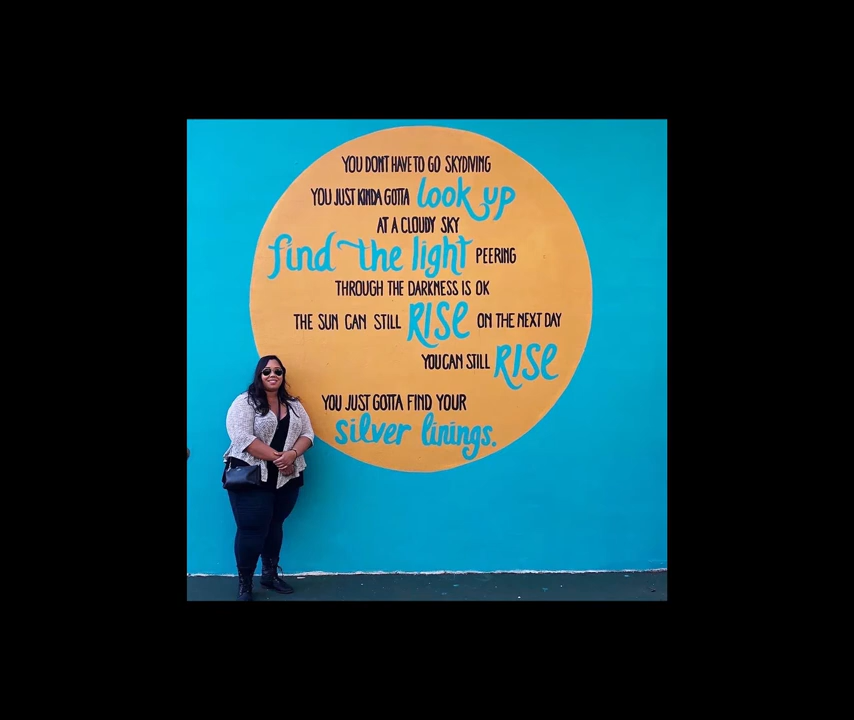 YOU DON'T HAVE TO GO SKYDIVING
YOU JUST KINDA GOTTA look up
AT A CLOUDY SKY
find the light PEERING
THROUGH THE DARKNESS IS OK
THE SUN CAN STILL RISE ON THE NEXT DAY
YOU CAN STILL RISE
YOU JUST GOTTA FIND YOUR
silver linings.